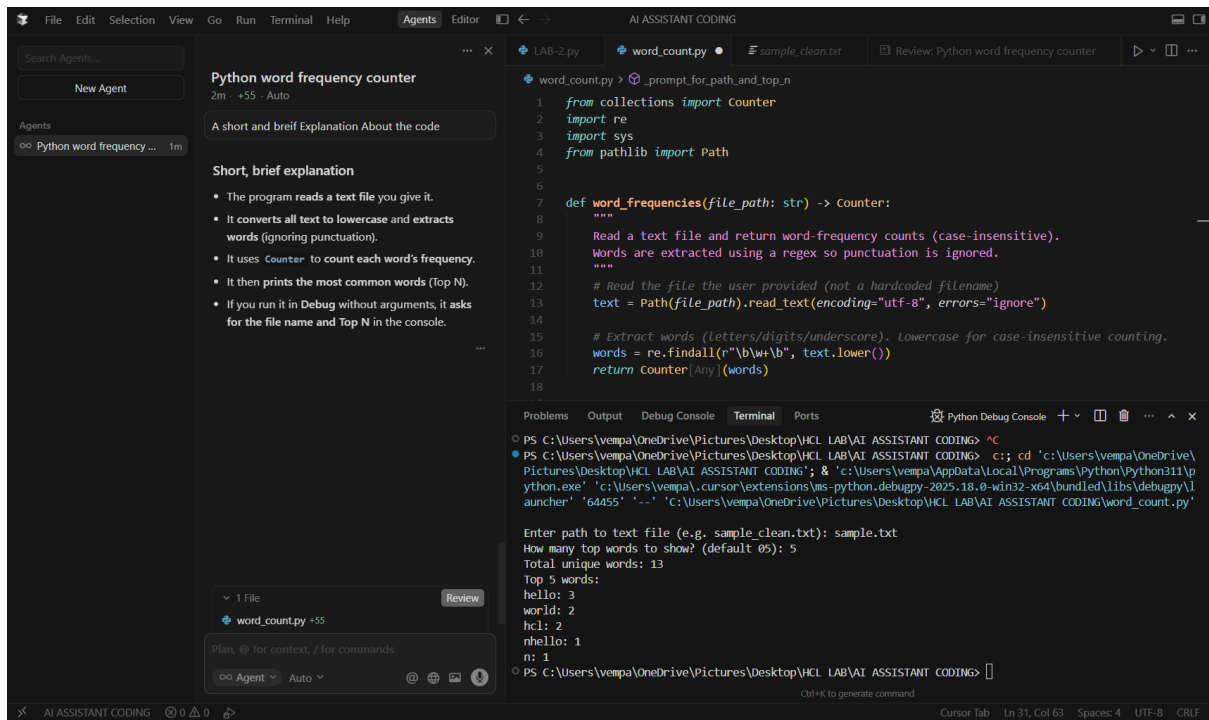 File Edit Selection View Go Run Terminal Help
Agents Editor
AI ASSISTANT CODING
Search Agents...
New Agent
Agents
Python word frequency ... 1m
Python word frequency counter
2m · +55 · Auto
A short and breif Explanation About the code
Short, brief explanation
• The program reads a text file you give it.
• It converts all text to lowercase and extracts
words (ignoring punctuation).
• It uses Counter to count each word's frequency.
• It then prints the most common words (Top N).
• If you run it in Debug without arguments, it asks
for the file name and Top N in the console.
1 File
Review
word_count.py +55
Plan, @ for context, / for commands
Agent Auto
LAB-2.py word_count.py sample_clean.txt Review: Python word frequency counter
word_count.py > _prompt_for_path_and_top_n
1 from collections import Counter
2 import re
3 import sys
4 from pathlib import Path
5
6
7 def word_frequencies(file_path: str) -> Counter:
8 """
9 Read a text file and return word-frequency counts (case-insensitive).
10 Words are extracted using a regex so punctuation is ignored.
11 """
12 # Read the file the user provided (not a hardcoded filename)
13 text = Path(file_path).read_text(encoding="utf-8", errors="ignore")
14
15 # Extract words (letters/digits/underscore). Lowercase for case-insensitive counting.
16 words = re.findall(r"\b\w+\b", text.lower())
17 return Counter[Any](words)
18
Problems Output Debug Console Terminal Ports
Python Debug Console
PS C:\Users\vempa\OneDrive\Pictures\Desktop\HCL LAB\AI ASSISTANT CODING> ^C
PS C:\Users\vempa\OneDrive\Pictures\Desktop\HCL LAB\AI ASSISTANT CODING> c:; cd 'c:\Users\vempa\OneDrive\
Pictures\Desktop\HCL LAB\AI ASSISTANT CODING'; & 'c:\Users\vempa\AppData\Local\Programs\Python\Python311\p
ython.exe' 'c:\Users\vempa\.cursor\extensions\ms-python.debugpy-2025.18.0-win32-x64\bundled\libs\debugpy\l
auncher' '64455' '--' 'C:\Users\vempa\OneDrive\Pictures\Desktop\HCL LAB\AI ASSISTANT CODING\word_count.py'
Enter path to text file (e.g. sample_clean.txt): sample.txt
How many top words to show? (default 05): 5
Total unique words: 13
Top 5 words:
hello: 3
world: 2
hcl: 2
nhello: 1
n: 1
PS C:\Users\vempa\OneDrive\Pictures\Desktop\HCL LAB\AI ASSISTANT CODING>
Ctrl+K to generate command
AI ASSISTANT CODING 0 0
Cursor Tab Ln 31, Col 63 Spaces: 4 UTF-8 CRLF